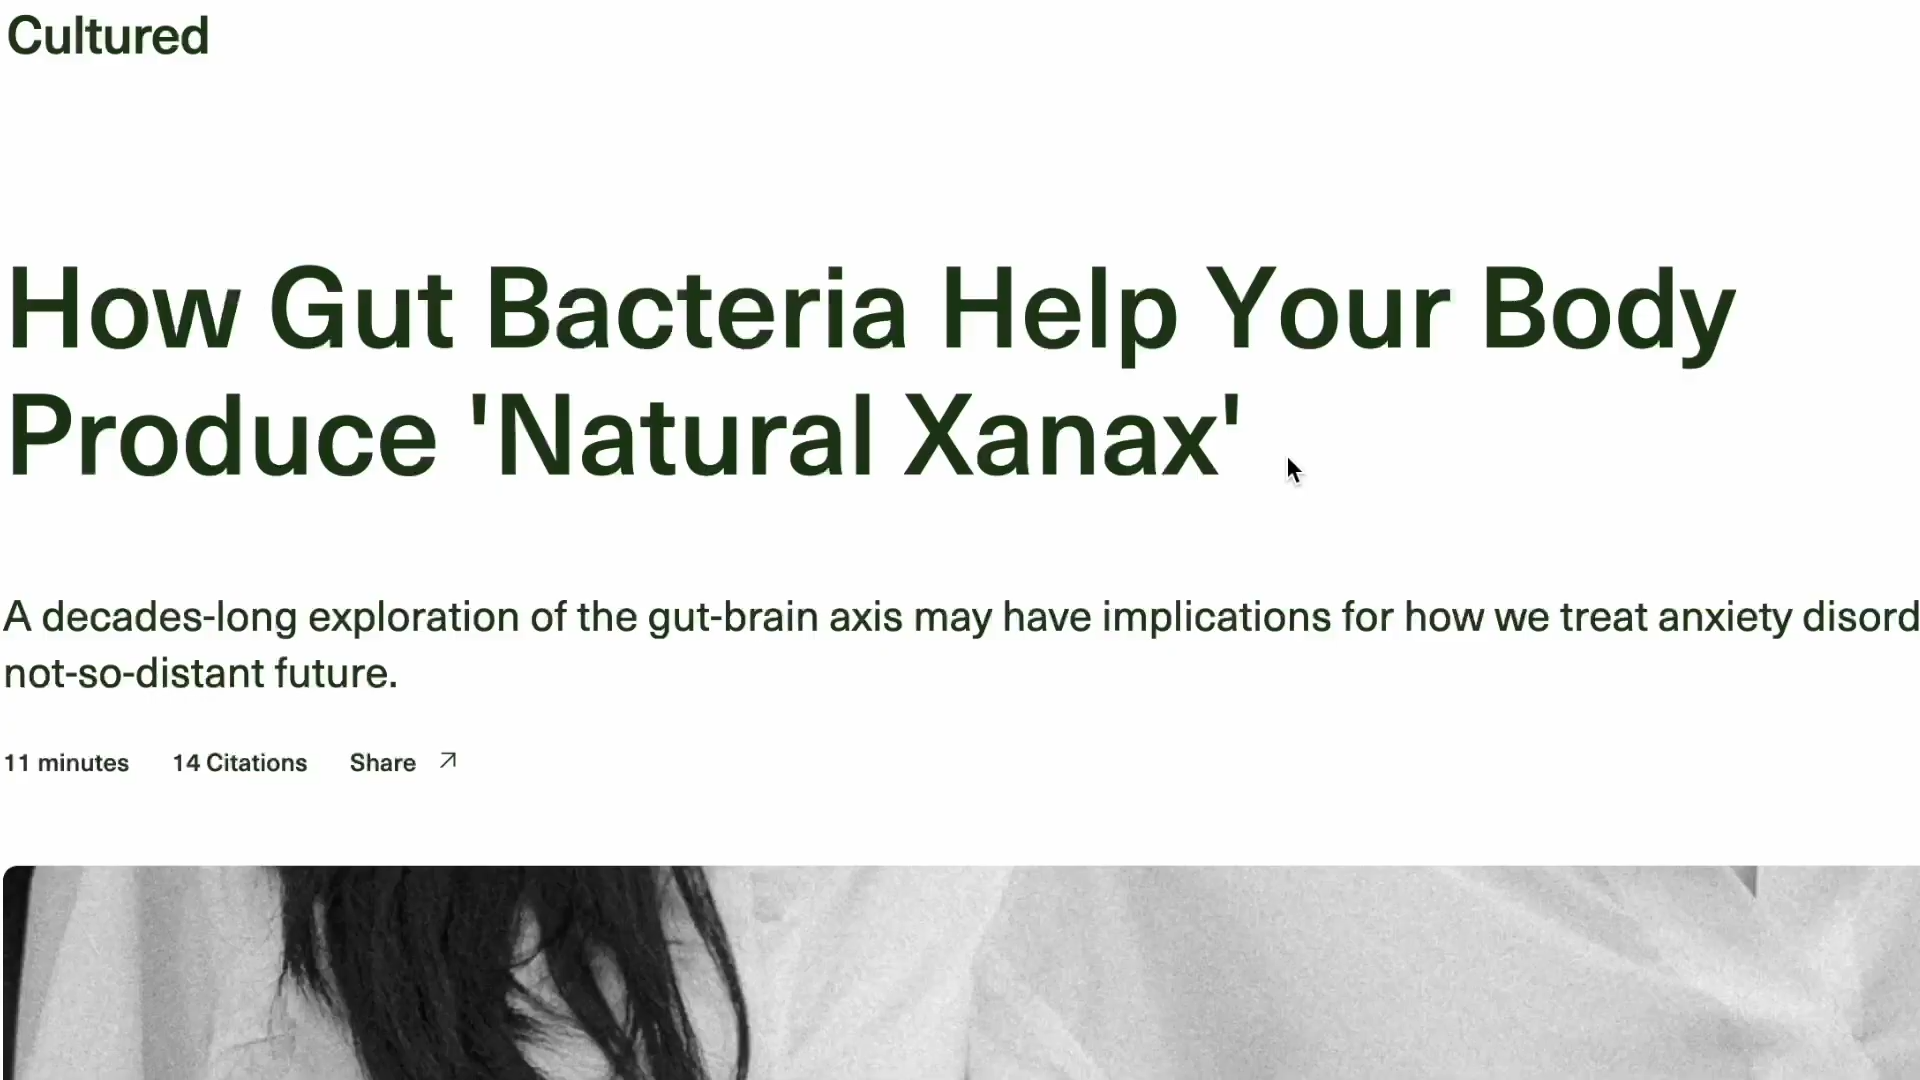 Cultured
How Gut Bacteria Help Your Body
Produce 'Natural Xanax'
A decades-long exploration of the gut-brain axis may have implications for how we treat anxiety disord
not-so-distant future.
11 minutes 14 Citations Share